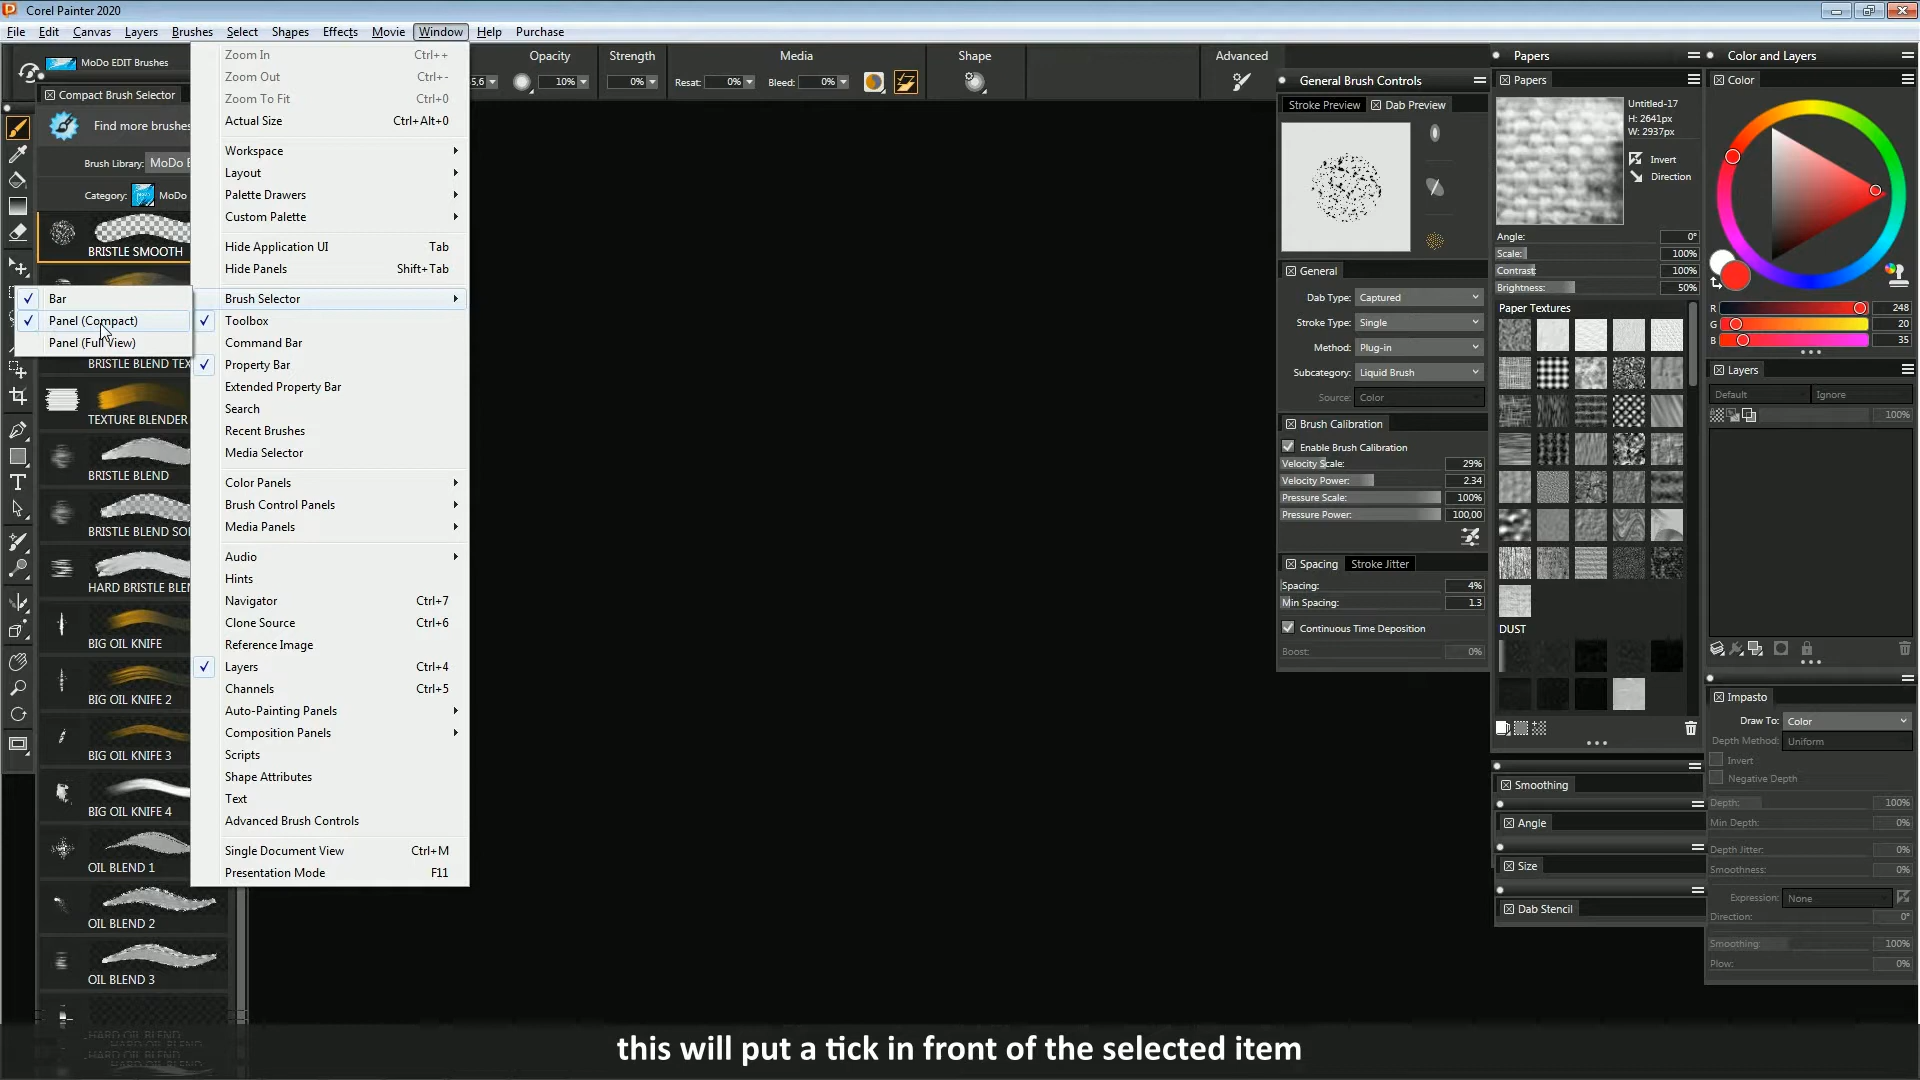 Corel Painter 2020
File Edit Canvas Layers Brushes Select Shapes Effects Movie Window Help Purchase
MoDo EDIT Brushes
Opacity
Strength
Media
Shape
Advanced
5,6
10%
0%
Resat: 0%
Bleed: 0%
Compact Brush Selector
Find more brushes
Brush Library: MoDo E
Category: MoDo
BRISTLE SMOOTH
BRISTLE BLEND TEX
TEXTURE BLENDER
BRISTLE BLEND
BRISTLE BLEND SOF
HARD BRISTLE BLEN
BIG OIL KNIFE
BIG OIL KNIFE 2
BIG OIL KNIFE 3
BIG OIL KNIFE 4
OIL BLEND 1
OIL BLEND 2
OIL BLEND 3
HARD OIL BLEND
Bar
Panel (Compact)
Panel (Full View)
Zoom In Ctrl++
Zoom Out Ctrl+-
Zoom To Fit Ctrl+0
Actual Size Ctrl+Alt+0
Workspace
Layout
Palette Drawers
Custom Palette
Hide Application UI Tab
Hide Panels Shift+Tab
Brush Selector
Toolbox
Command Bar
Property Bar
Extended Property Bar
Search
Recent Brushes
Media Selector
Color Panels
Brush Control Panels
Media Panels
Audio
Hints
Navigator Ctrl+7
Clone Source Ctrl+6
Reference Image
Layers Ctrl+4
Channels Ctrl+5
Auto-Painting Panels
Composition Panels
Scripts
Shape Attributes
Text
Advanced Brush Controls
Single Document View Ctrl+M
Presentation Mode F11
General Brush Controls
Stroke Preview Dab Preview
General
Dab Type: Captured
Stroke Type: Single
Method: Plug-in
Subcategory: Liquid Brush
Source: Color
Brush Calibration
Enable Brush Calibration
Velocity Scale: 29%
Velocity Power: 2.34
Pressure Scale: 100%
Pressure Power: 100,00
Spacing Stroke Jitter
Spacing: 4%
Min Spacing: 1.3
Continuous Time Deposition
Boost: 0%
Papers
Papers
Untitled-17
H: 2641px
W: 2937px
Invert
Direction
Angle: 0°
Scale: 100%
Contrast: 100%
Brightness: 50%
Paper Textures
DUST
Smoothing
Angle
Size
Dab Stencil
Color and Layers
Color
R 248
G 20
B 35
Layers
Default Ignore
100%
Impasto
Draw To: Color
Depth Method: Uniform
Invert
Negative Depth
Depth: 100%
Min Depth: 0%
Depth Jitter: 0%
Smoothness: 0%
Expression: None
Direction: 0°
Smoothing: 100%
Plow: 0%
this will put a tick in front of the selected item